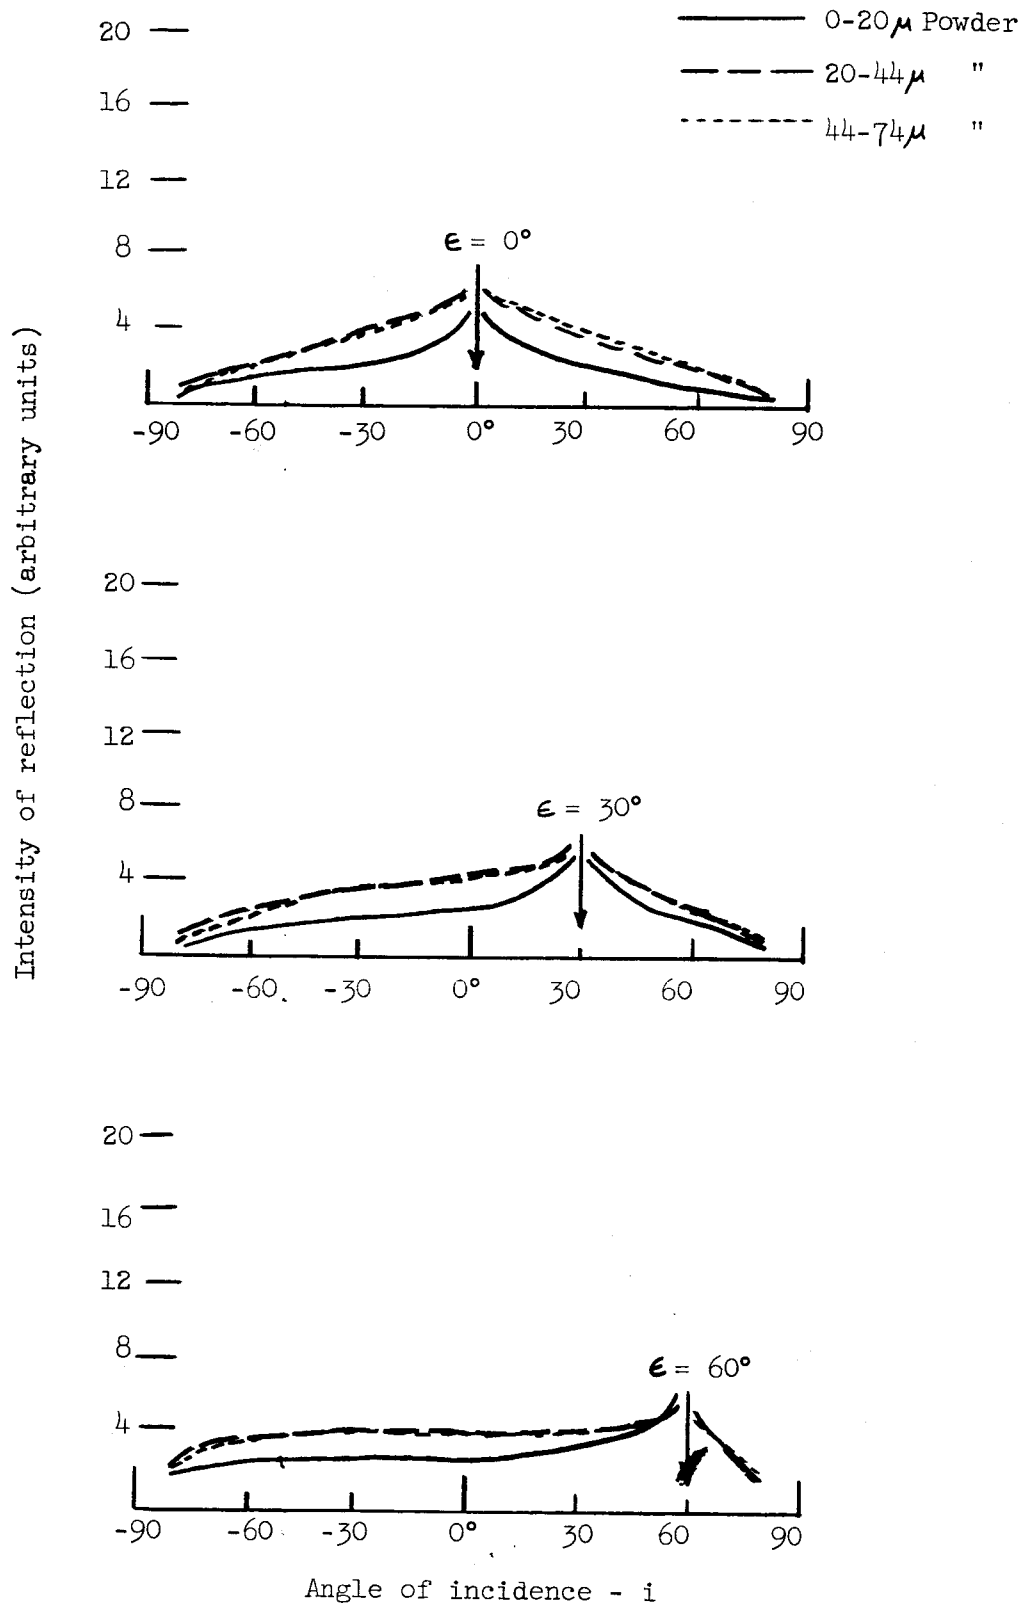 0-20μ Powder
20-44μ "
44-74μ "
Intensity of reflection (arbitrary units)
20
16
12
8
4
ϵ = 0°
-90 -60 -30 0° 30 60 90
20
16
12
8
4
ϵ = 30°
-90 -60 -30 0° 30 60 90
20
16
12
8
4
ϵ = 60°
-90 -60 -30 0° 30 60 90
Angle of incidence - i